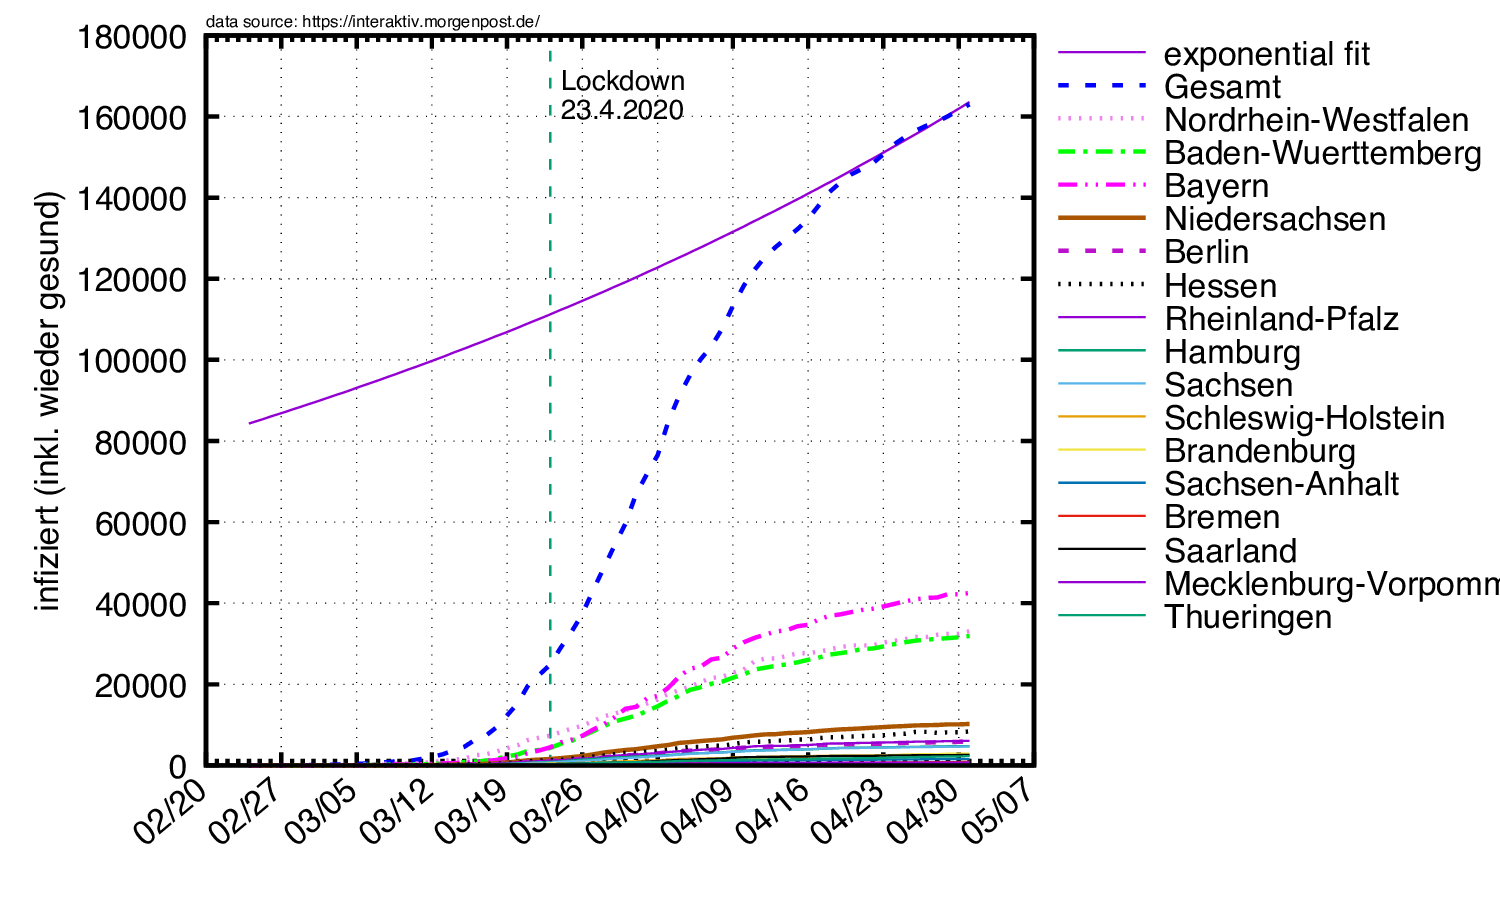 data source: https://interaktiv.morgenpost.de/
180000
160000
140000
120000
100000
80000
60000
40000
20000
0
infiziert (inkl. wieder gesund)
Lockdown
23.4.2020
02/20
02/27
03/05
03/12
03/19
03/26
04/02
04/09
04/16
04/23
04/30
05/07
exponential fit
Gesamt
Nordrhein-Westfalen
Baden-Wuerttemberg
Bayern
Niedersachsen
Berlin
Hessen
Rheinland-Pfalz
Hamburg
Sachsen
Schleswig-Holstein
Brandenburg
Sachsen-Anhalt
Bremen
Saarland
Mecklenburg-Vorpomm
Thueringen